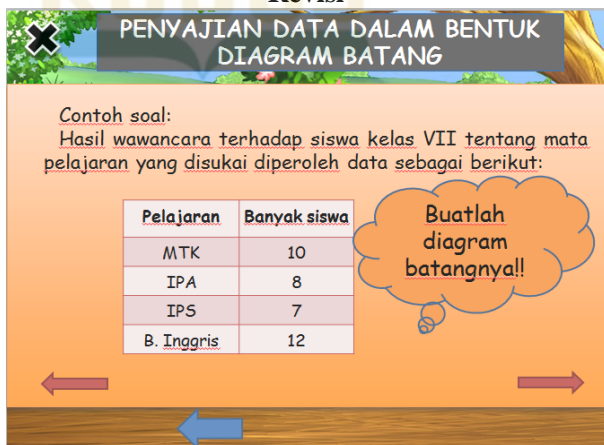 Revisi
PENYAJIAN DATA DALAM BENTUK
DIAGRAM BATANG
Contoh soal:
Hasil wawancara terhadap siswa kelas VII tentang mata
pelajaran yang disukai diperoleh data sebagai berikut:
Pelajaran Banyak siswa
MTK 10
IPA 8
IPS 7
B. Inggris 12
Buatlah
diagram
batangnya!!